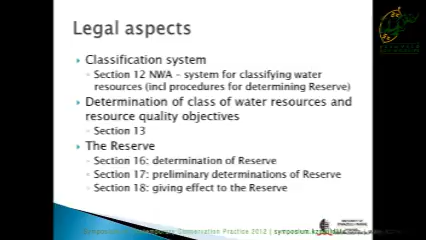 Legal aspects
Classification system
Section 12 NWA – system for classifying water
resources (incl procedures for determining Reserve)
Determination of class of water resources and
resource quality objectives
Section 13
The Reserve
Section 16: determination of Reserve
Section 17: preliminary determinations of Reserve
Section 18: giving effect to the Reserve
Conservation Practice 2012 | symposium.